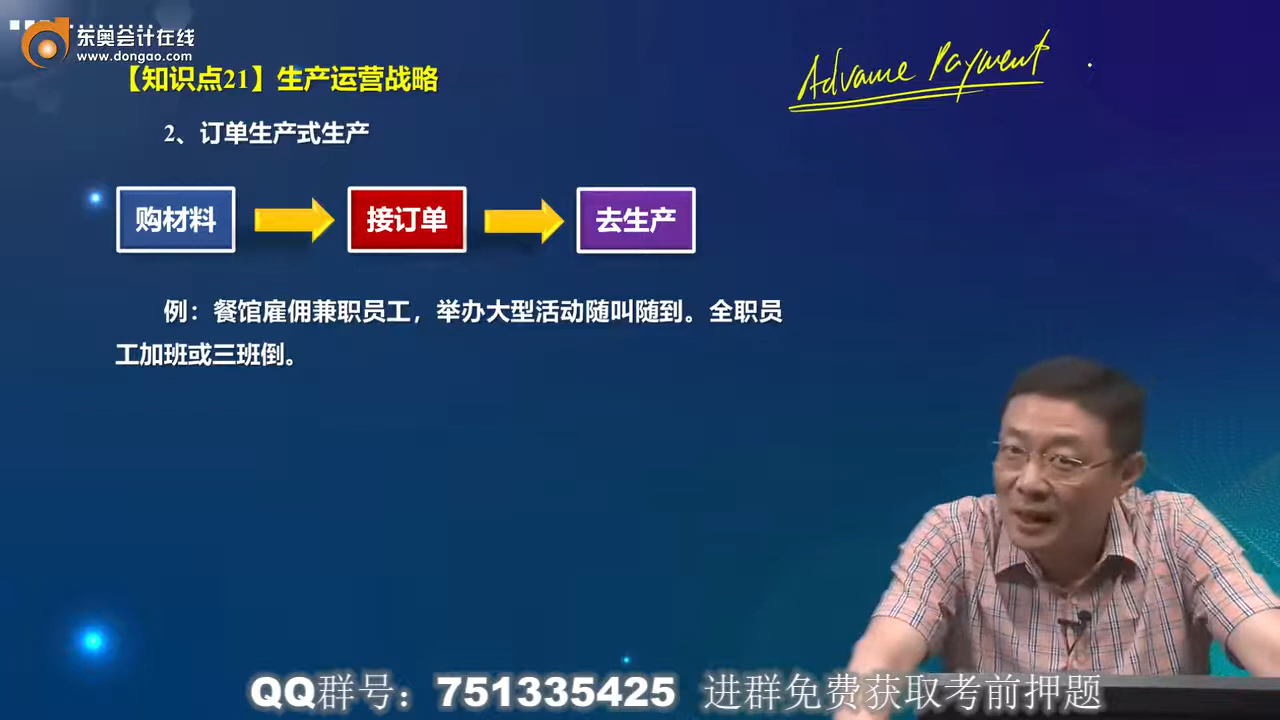 东奥会计在线
www.dongao.com
【知识点21】生产运营战略
Advance Payment
2、订单生产式生产
购材料
接订单
去生产
例：餐馆雇佣兼职员工，举办大型活动随叫随到。全职员
工加班或三班倒。
QQ群号：751335425 进群免费获取考前押题